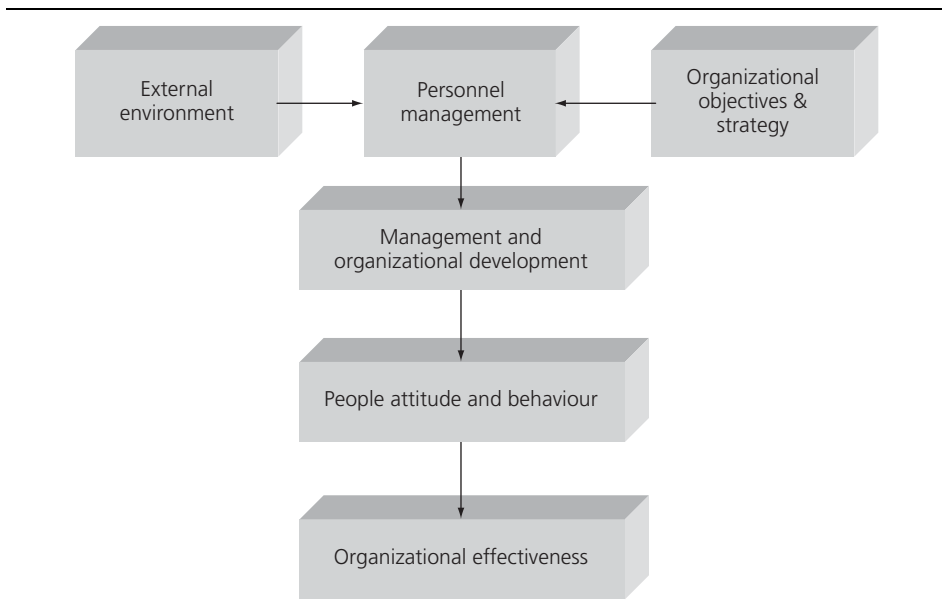 External
environment
Personnel
management
Organizational
objectives &
strategy
Management and
organizational development
People attitude and behaviour
Organizational effectiveness